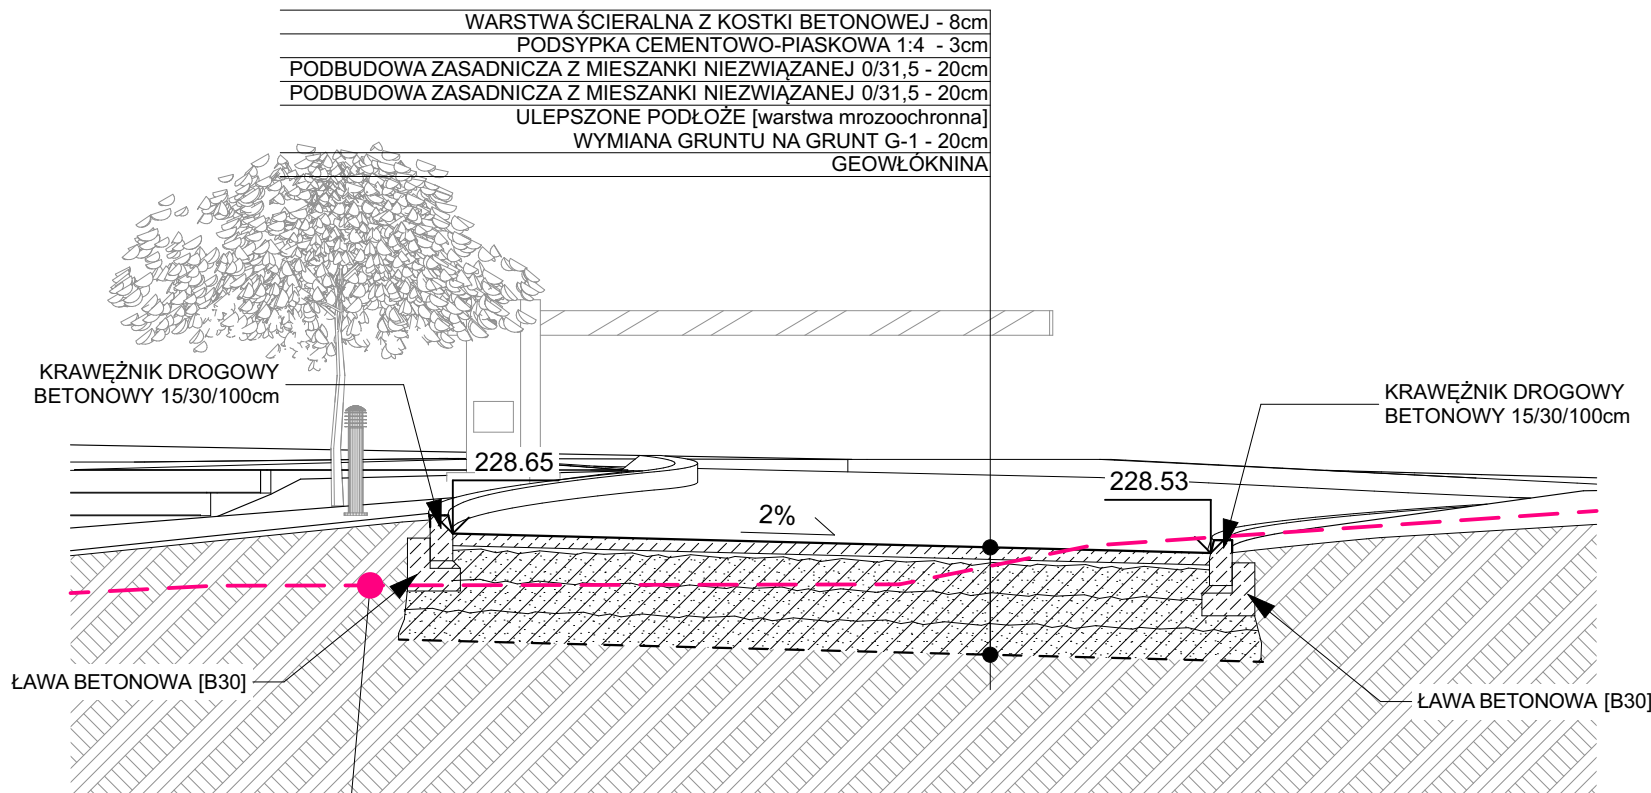 WARSTWA ŚCIERALNA Z KOSTKI BETONOWEJ - 8cm
PODSYPKA CEMENTOWO-PIASKOWA 1:4 - 3cm
PODBUDOWA ZASADNICZA Z MIESZANKI NIEZWIĄZANEJ 0/31,5 - 20cm
PODBUDOWA ZASADNICZA Z MIESZANKI NIEZWIĄZANEJ 0/31,5 - 20cm
ULEPSZONE PODŁOŻE [warstwa mrozoochronna]
WYMIANA GRUNTU NA GRUNT G-1 - 20cm
GEOWŁÓKNINA
KRAWĘŻNIK DROGOWY
BETONOWY 15/30/100cm
KRAWĘŻNIK DROGOWY
BETONOWY 15/30/100cm
228.65
228.53
2%
ŁAWA BETONOWA [B30]
ŁAWA BETONOWA [B30]